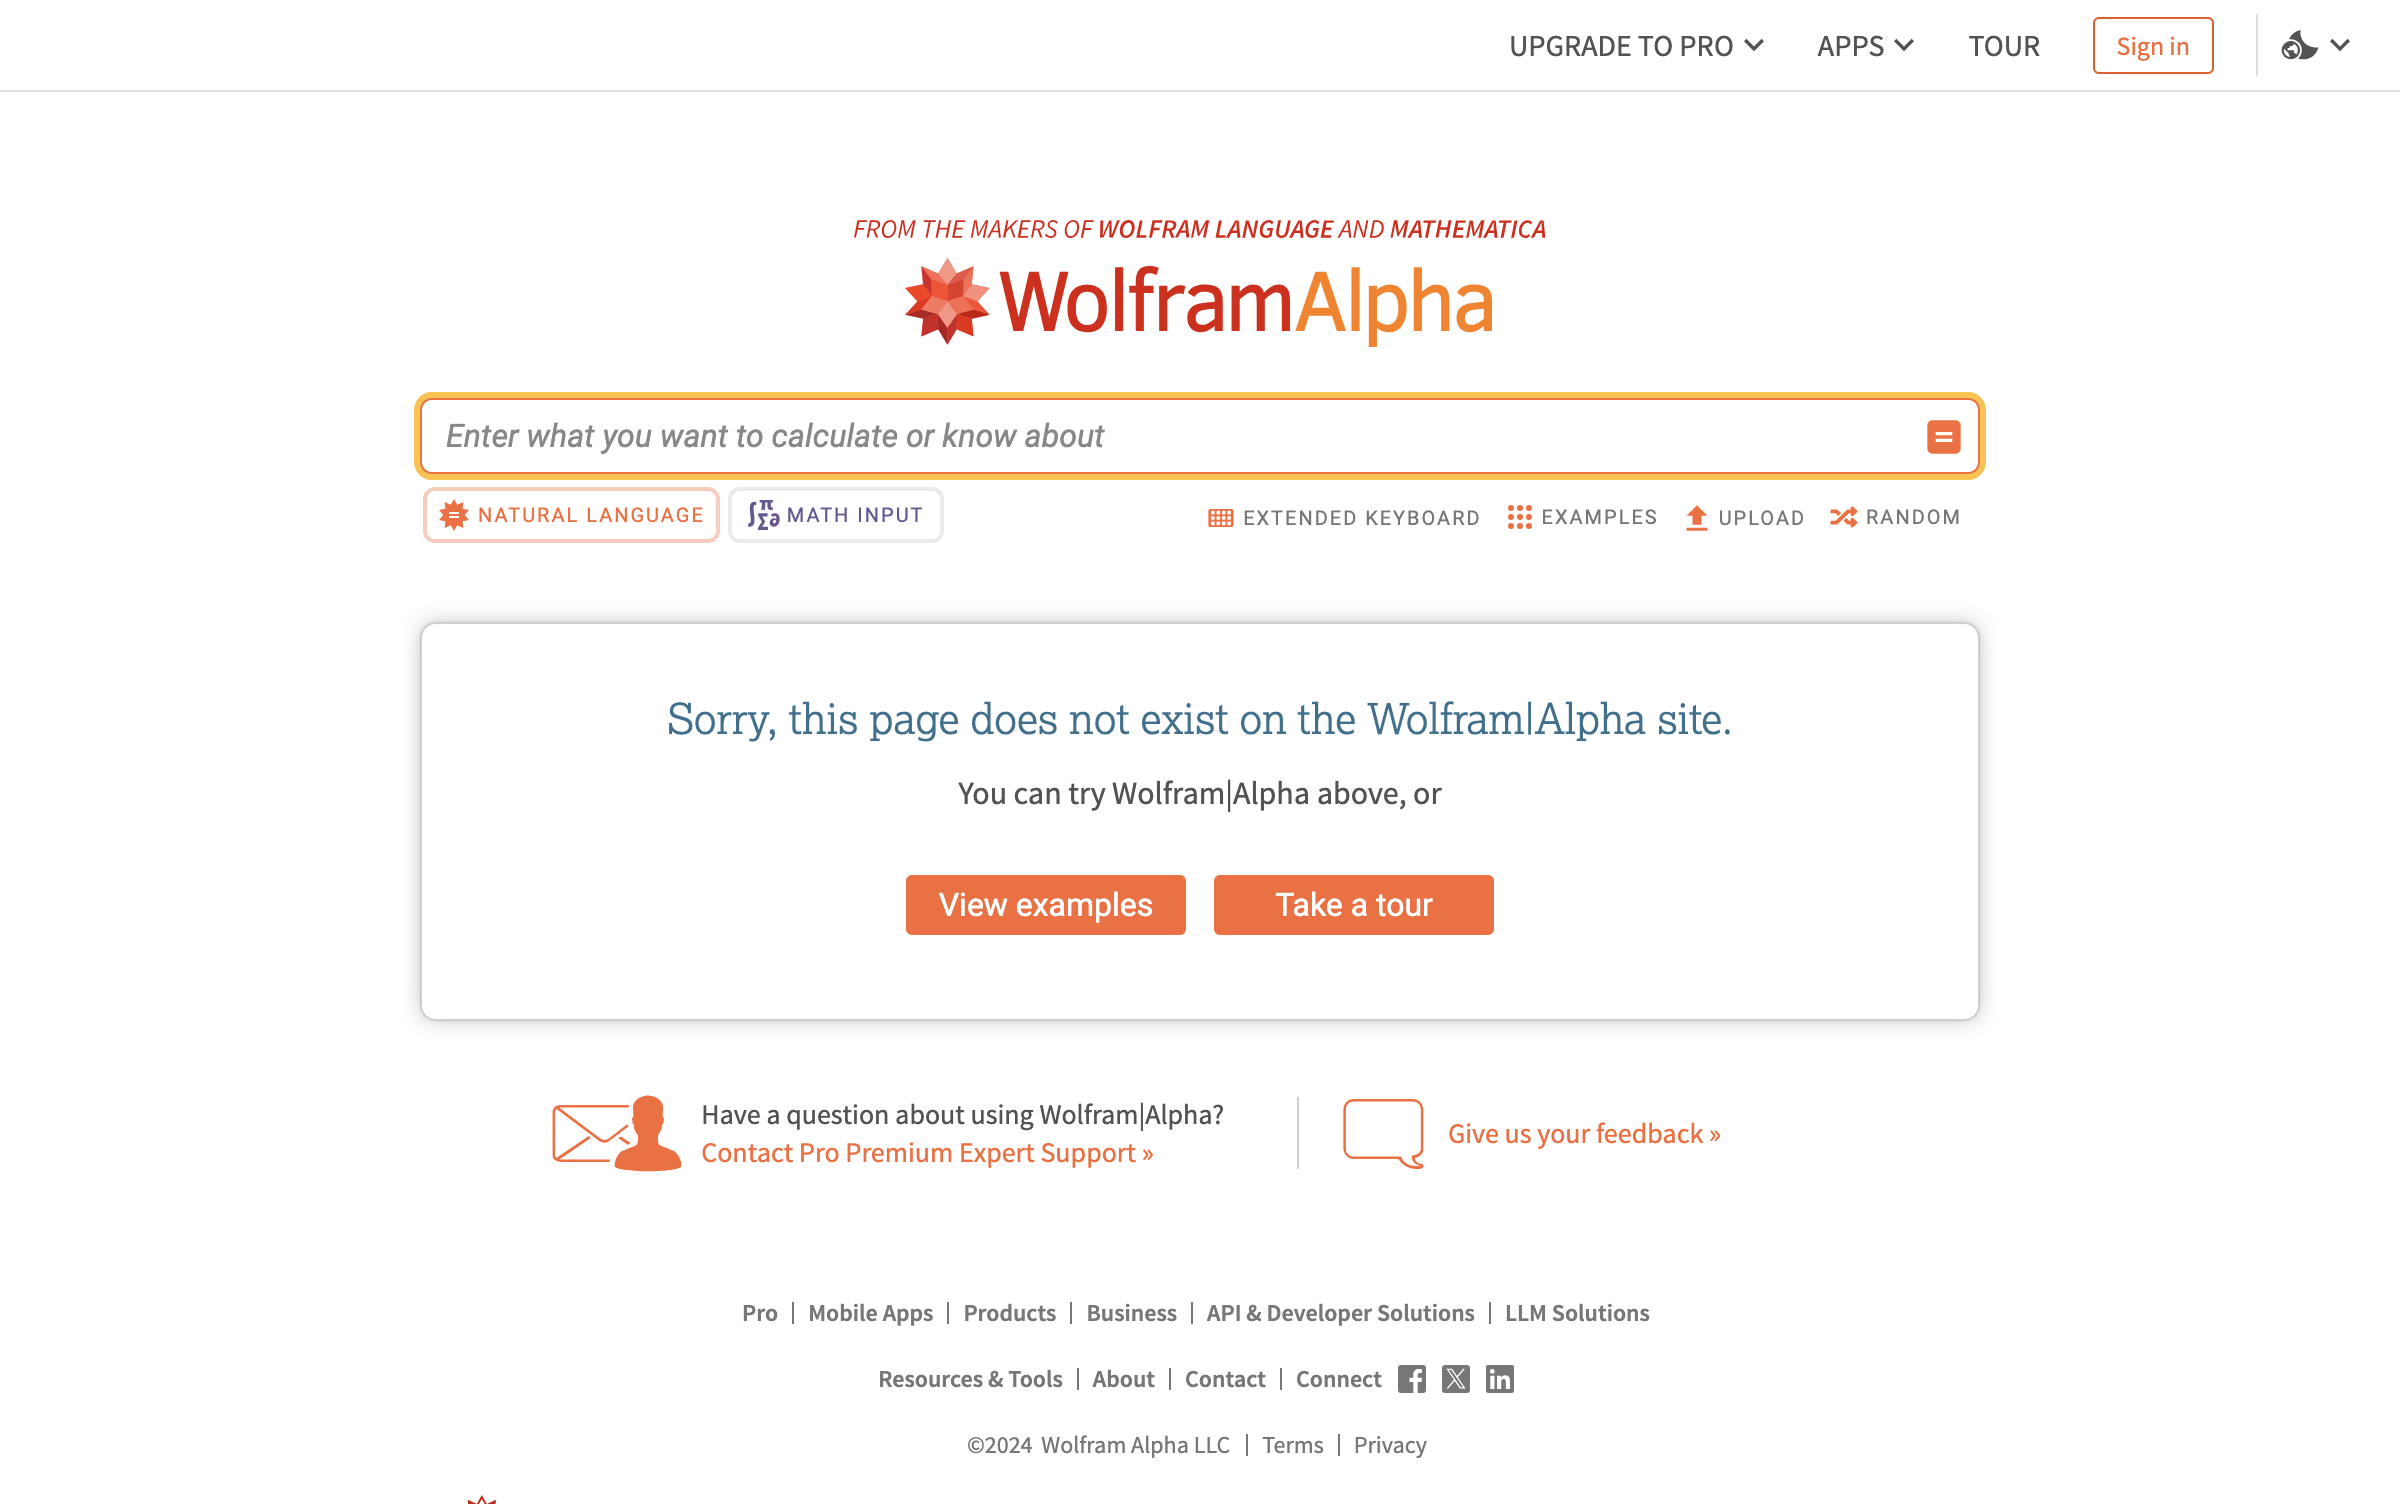 UPGRADE TO PRO APPS TOUR Sign in
FROM THE MAKERS OF WOLFRAM LANGUAGE AND MATHEMATICA
WolframAlpha
Enter what you want to calculate or know about
NATURAL LANGUAGE MATH INPUT EXTENDED KEYBOARD EXAMPLES UPLOAD RANDOM
Sorry, this page does not exist on the Wolfram|Alpha site.
You can try Wolfram|Alpha above, or
View examples Take a tour
Have a question about using Wolfram|Alpha?
Contact Pro Premium Expert Support »
Give us your feedback »
Pro | Mobile Apps | Products | Business | API & Developer Solutions | LLM Solutions
Resources & Tools | About | Contact | Connect
©2024 Wolfram Alpha LLC | Terms | Privacy